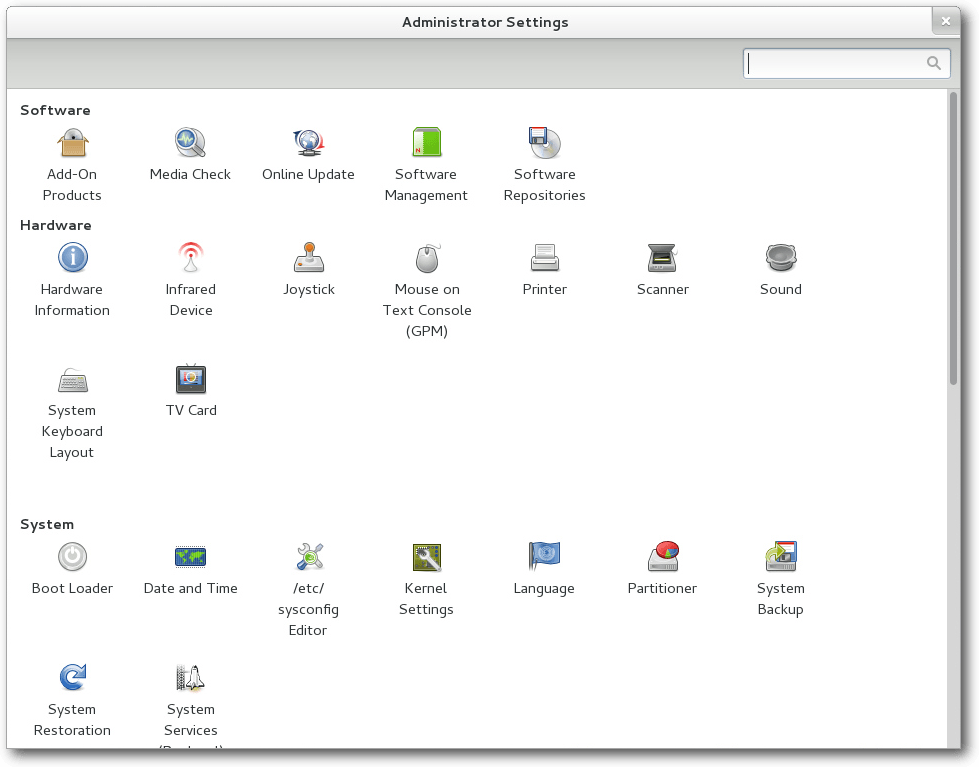 Administrator Settings
Software
Add-On Products
Media Check
Online Update
Software Management
Software Repositories
Hardware
Hardware Information
Infrared Device
Joystick
Mouse on Text Console (GPM)
Printer
Scanner
Sound
System Keyboard Layout
TV Card
System
Boot Loader
Date and Time
/etc/ sysconfig Editor
Kernel Settings
Language
Partitioner
System Backup
System Restoration
System Services